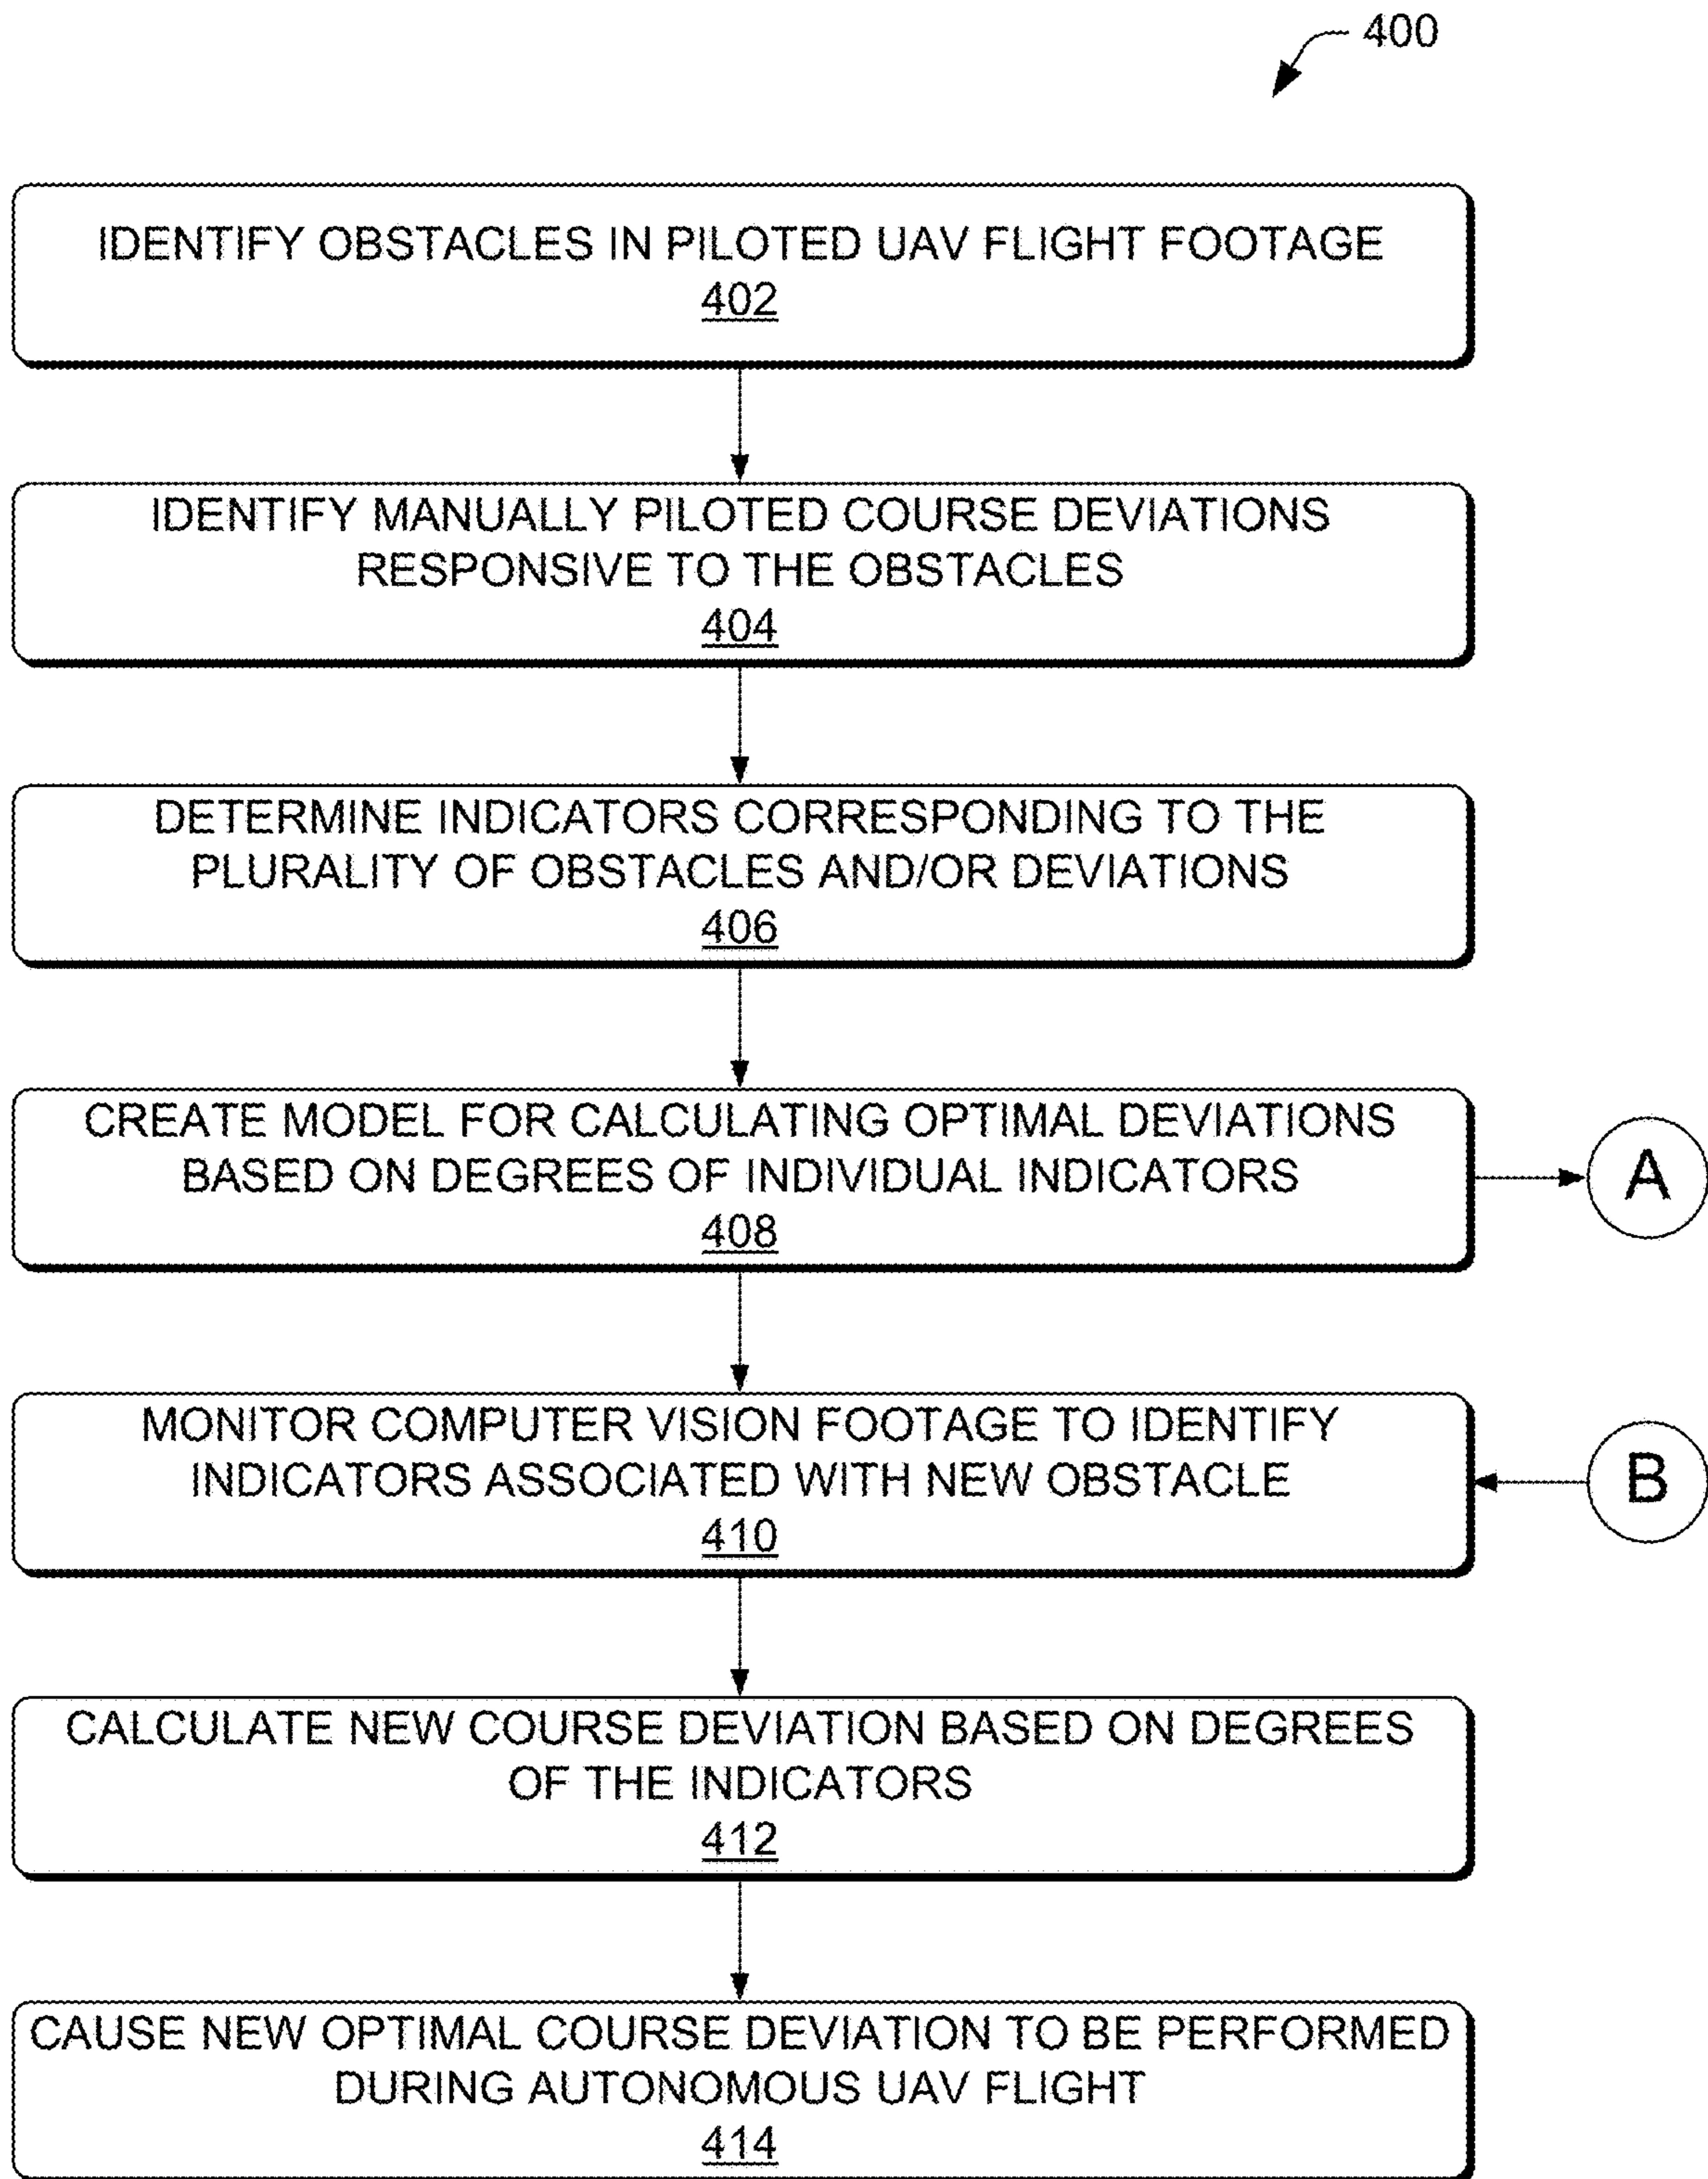 400
IDENTIFY OBSTACLES IN PILOTED UAV FLIGHT FOOTAGE
402
IDENTIFY MANUALLY PILOTED COURSE DEVIATIONS
RESPONSIVE TO THE OBSTACLES
404
DETERMINE INDICATORS CORRESPONDING TO THE
PLURALITY OF OBSTACLES AND/OR DEVIATIONS
406
CREATE MODEL FOR CALCULATING OPTIMAL DEVIATIONS
BASED ON DEGREES OF INDIVIDUAL INDICATORS
408
A
MONITOR COMPUTER VISION FOOTAGE TO IDENTIFY
INDICATORS ASSOCIATED WITH NEW OBSTACLE
410
B
CALCULATE NEW COURSE DEVIATION BASED ON DEGREES
OF THE INDICATORS
412
CAUSE NEW OPTIMAL COURSE DEVIATION TO BE PERFORMED
DURING AUTONOMOUS UAV FLIGHT
414